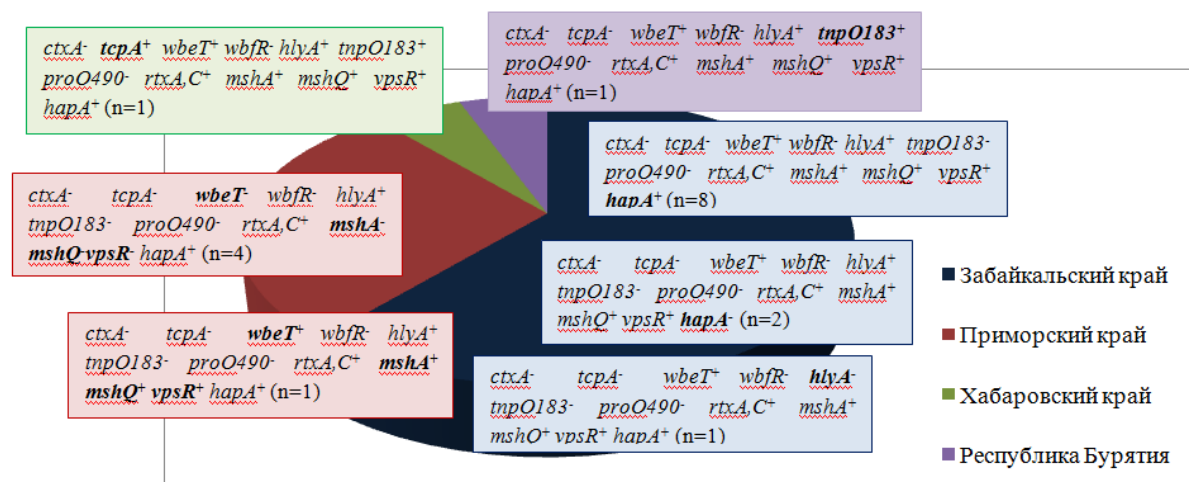 ctxA- tcpA⁺ wbeT⁺ wbfR- hlyA⁺ tnpO183⁺
proO490- rtxA,C⁺ mshA⁺ mshQ⁺ vpsR⁺
hapA⁺ (n=1)
ctxA- tcpA- wbeT⁺ wbfR- hlyA⁺ tnpO183⁺
proO490- rtxA,C⁺ mshA⁺ mshQ⁺ vpsR⁺
hapA⁺ (n=1)
ctxA- tcpA- wbeT⁺ wbfR- hlyA⁺ tnpO183-
proO490- rtxA,C⁺ mshA⁺ mshQ⁺ vpsR⁺
hapA⁺ (n=8)
ctxA- tcpA- wbeT- wbfR- hlyA⁺
tnpO183- proO490- rtxA,C⁺ mshA-
mshQ-vpsR- hapA⁺ (n=4)
ctxA- tcpA- wbeT⁺ wbfR- hlyA⁺
tnpO183- proO490- rtxA,C⁺ mshA⁺
mshQ⁺ vpsR⁺ hapA- (n=2)
ctxA- tcpA- wbeT⁺ wbfR- hlyA⁺
tnpO183- proO490- rtxA,C⁺ mshA⁺
mshQ⁺ vpsR⁺ hapA⁺ (n=1)
ctxA- tcpA- wbeT⁺ wbfR- hlyA-
tnpO183- proO490- rtxA,C⁺ mshA⁺
mshQ⁺ vpsR⁺ hapA⁺ (n=1)
Забайкальский край
Приморский край
Хабаровский край
Республика Бурятия